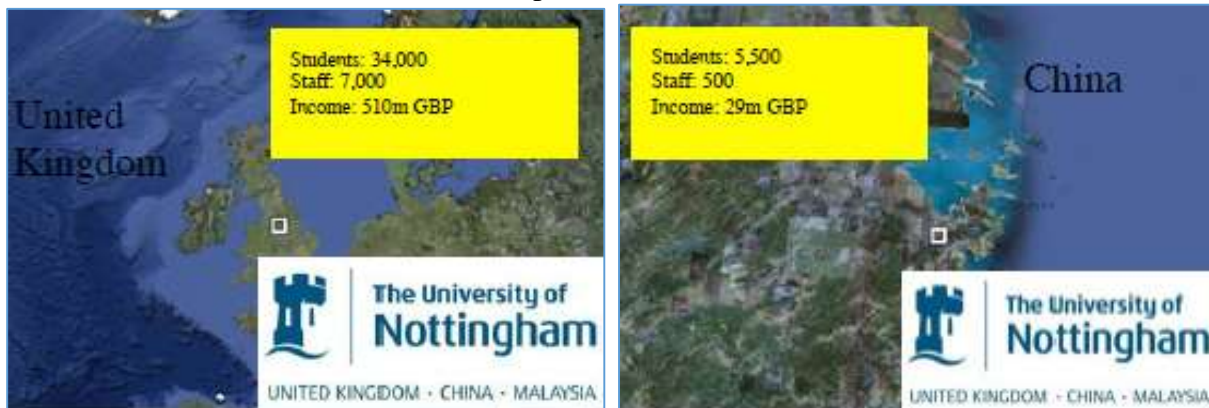 United
Kingdom
Students: 34,000
Staff: 7,000
Income: 510m GBP
The University of
Nottingham
UNITED KINGDOM · CHINA · MALAYSIA
Students: 5,500
Staff: 500
Income: 29m GBP
China
The University of
Nottingham
UNITED KINGDOM · CHINA · MALAYSIA